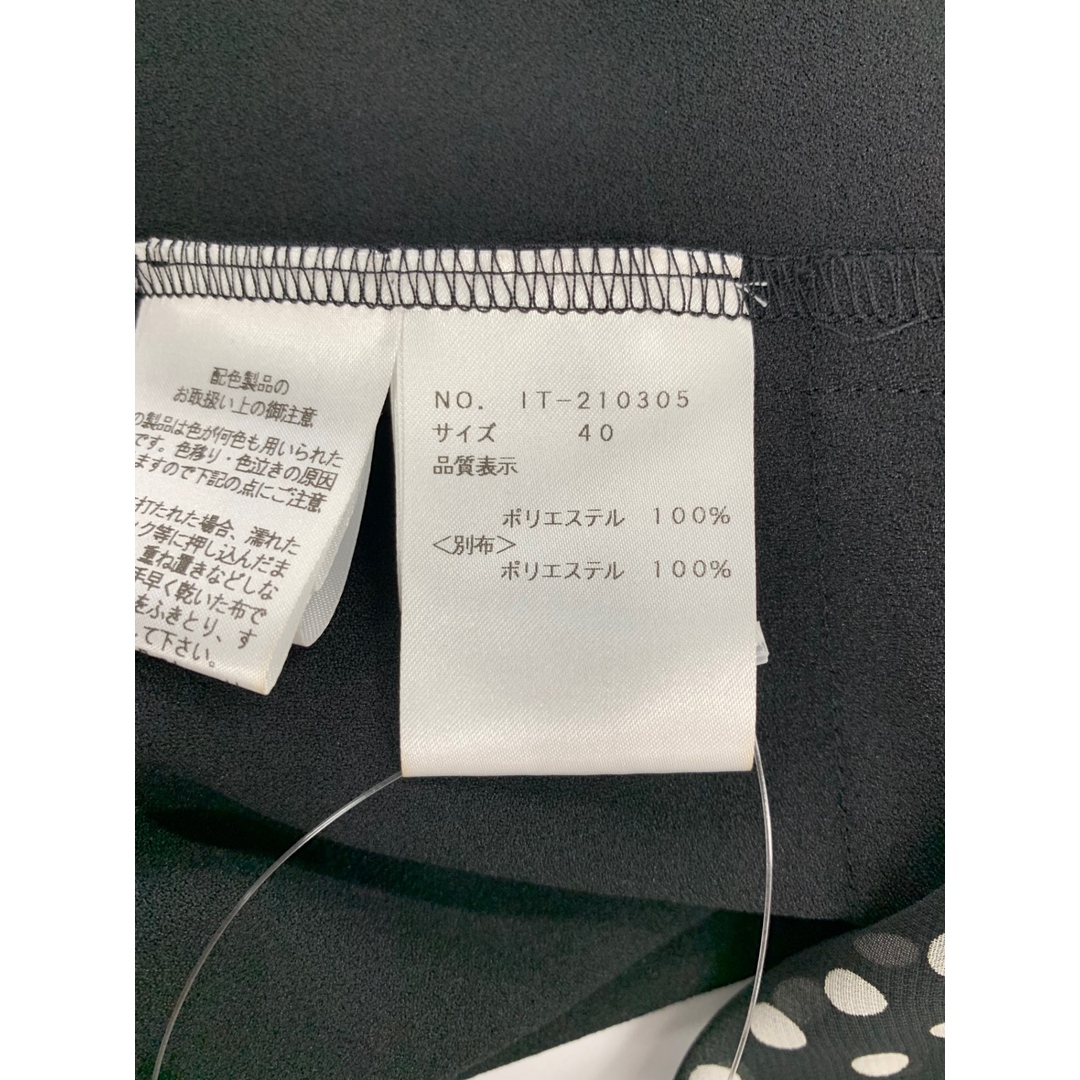 配色製品の
お取扱い上の御注意
の製品は色が何色も用いられた
です。色移り・色泣きの原因
ますので下記の点にご注意
打たれた場合、濡れた
ク等に押し込んだま
重ね置きなどしな
手早く乾いた布で
をふきとり、す
して下さい。
NO. IT-210305
サイズ 40
品質表示
ポリエステル 100%
<別布>
ポリエステル 100%